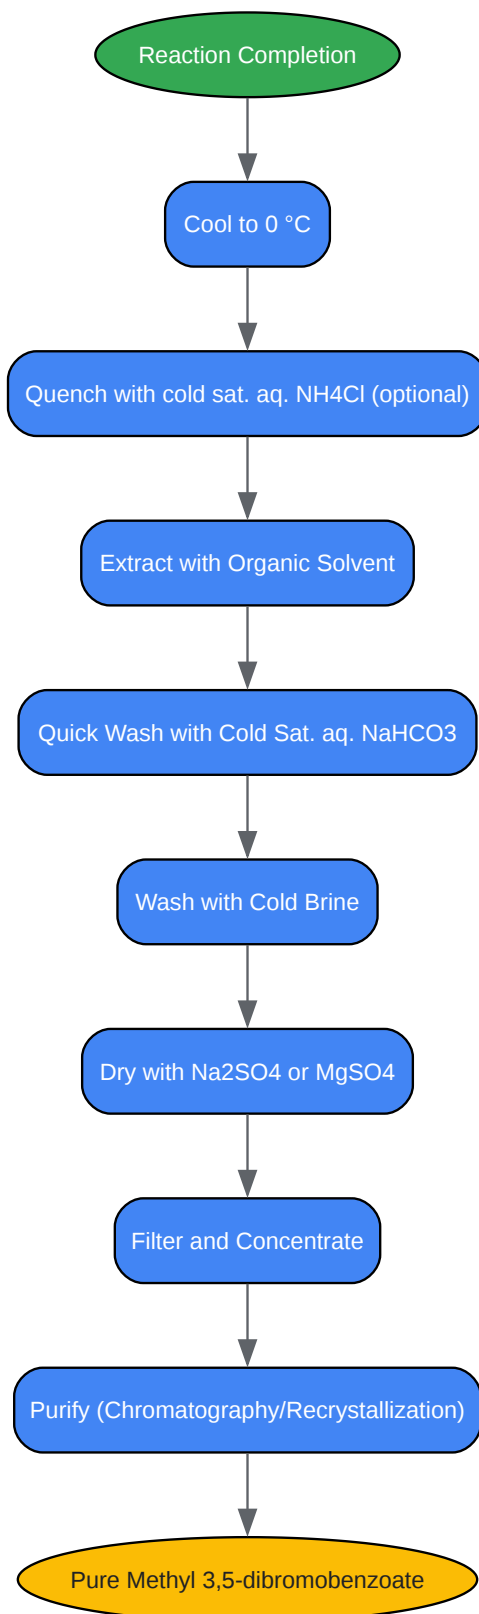 Reaction Completion
Cool to 0 °C
Quench with cold sat. aq. NH4Cl (optional)
Extract with Organic Solvent
Quick Wash with Cold Sat. aq. NaHCO3
Wash with Cold Brine
Dry with Na2SO4 or MgSO4
Filter and Concentrate
Purify (Chromatography/Recrystallization)
Pure Methyl 3,5-dibromobenzoate